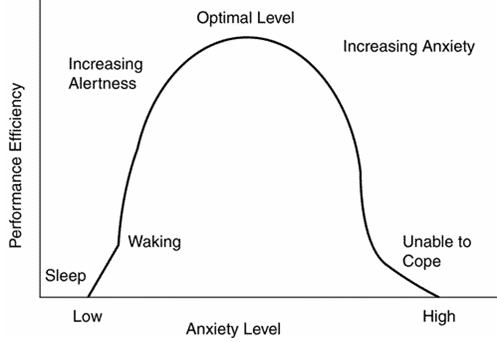 Optimal Level
Increasing Anxiety
Increasing
Alertness
Performance Efficiency
Waking
Unable to
Cope
Sleep
Low
High
Anxiety Level